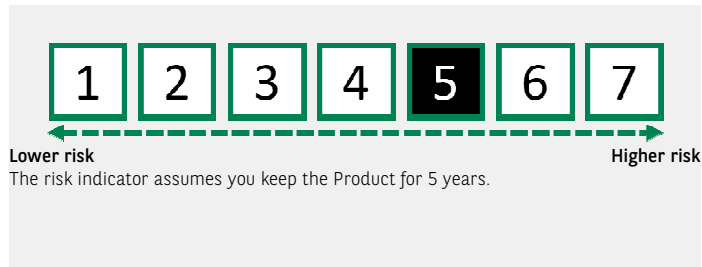 1 2 3 4 5 6 7
Lower risk Higher risk
The risk indicator assumes you keep the Product for 5 years.